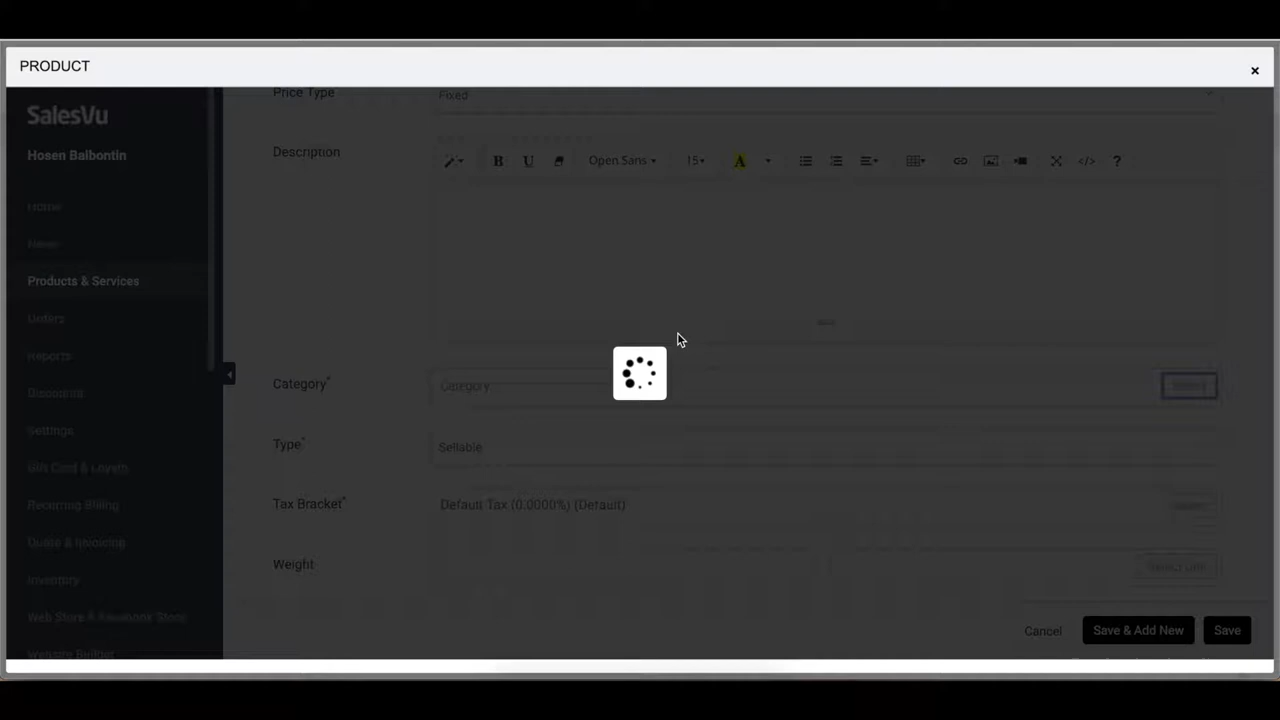 PRODUCT
×
SalesVu
Hosen Balbontin
Home
News
Products & Services
Orders
Reports
Discounts
Settings
Gift Card & Loyalty
Recurring Billing
Quote & Invoicing
Inventory
Web Store & Facebook Store
Website Builder
Price Type
Fixed
Description
B U Open Sans 15 A </> ?
Category*
Category
Select
Type*
Sellable
Tax Bracket*
Default Tax (0.0000%) (Default)
Weight
Select Unit
Cancel
Save & Add New
Save